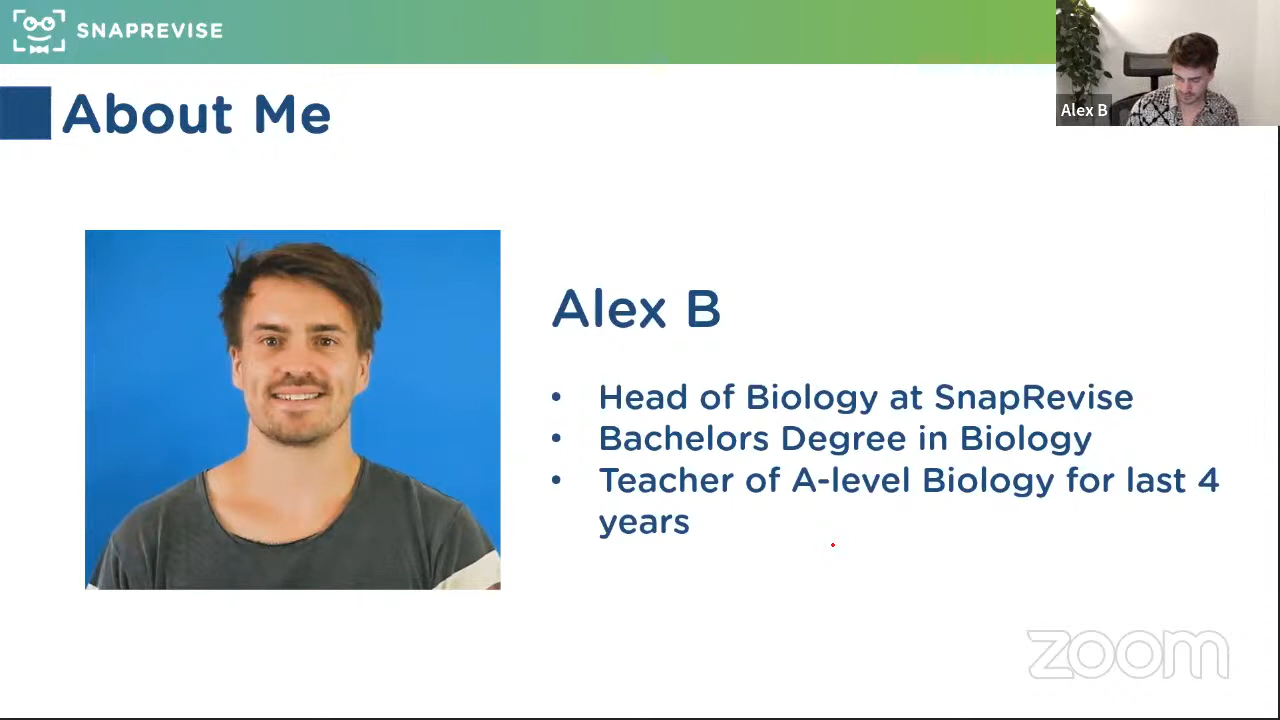 SNAPREVISE
Alex B
About Me
Alex B
• Head of Biology at SnapRevise
• Bachelors Degree in Biology
• Teacher of A-level Biology for last 4
years
zoom